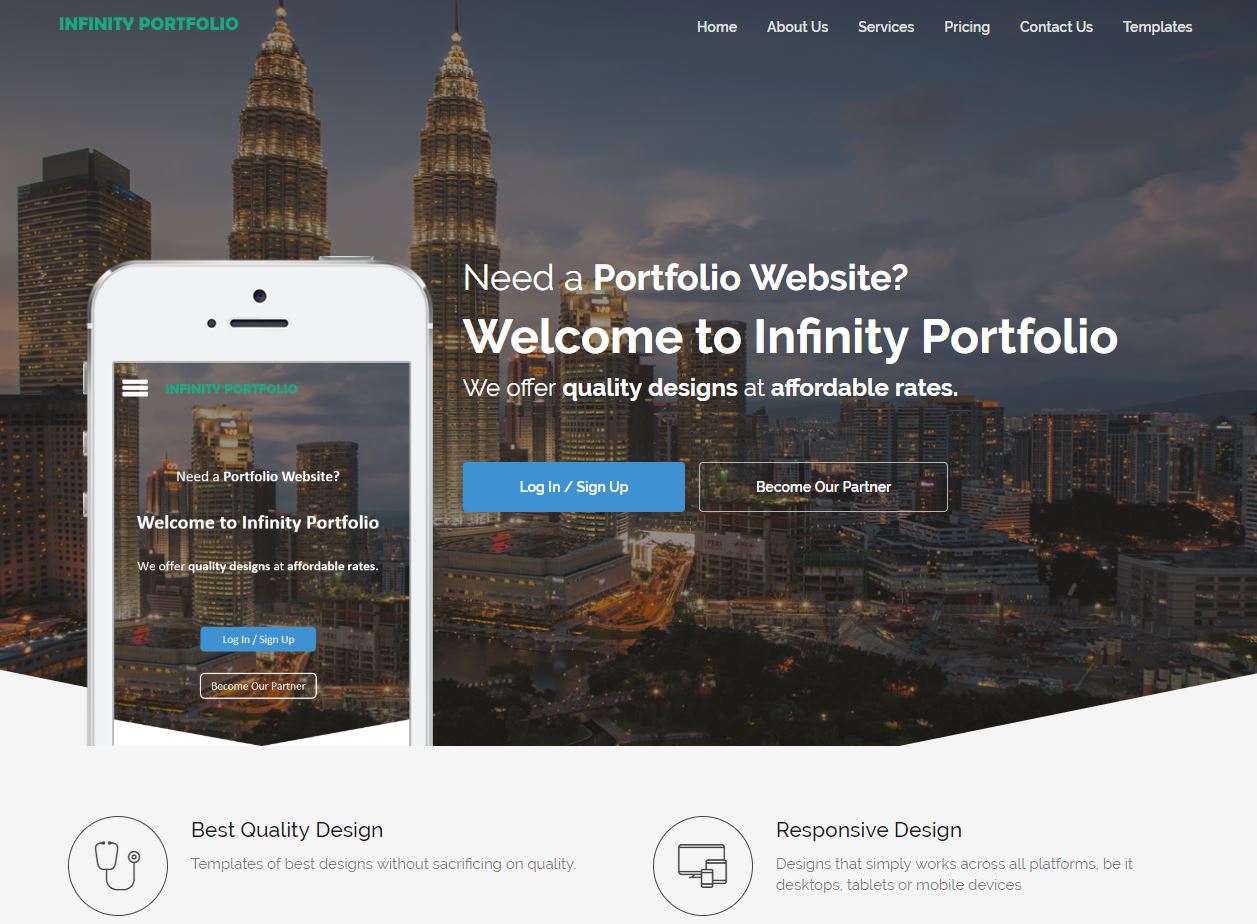 INFINITY PORTFOLIO
Home About Us Services Pricing Contact Us Templates
Need a Portfolio Website?
Welcome to Infinity Portfolio
We offer quality designs at affordable rates.
Log In / Sign Up Become Our Partner
INFINITY PORTFOLIO
Need a Portfolio Website?
Welcome to Infinity Portfolio
We offer quality designs at affordable rates.
Log In / Sign Up
Become Our Partner
Best Quality Design
Templates of best designs without sacrificing on quality.
Responsive Design
Designs that simply works across all platforms, be it
desktops, tablets or mobile devices